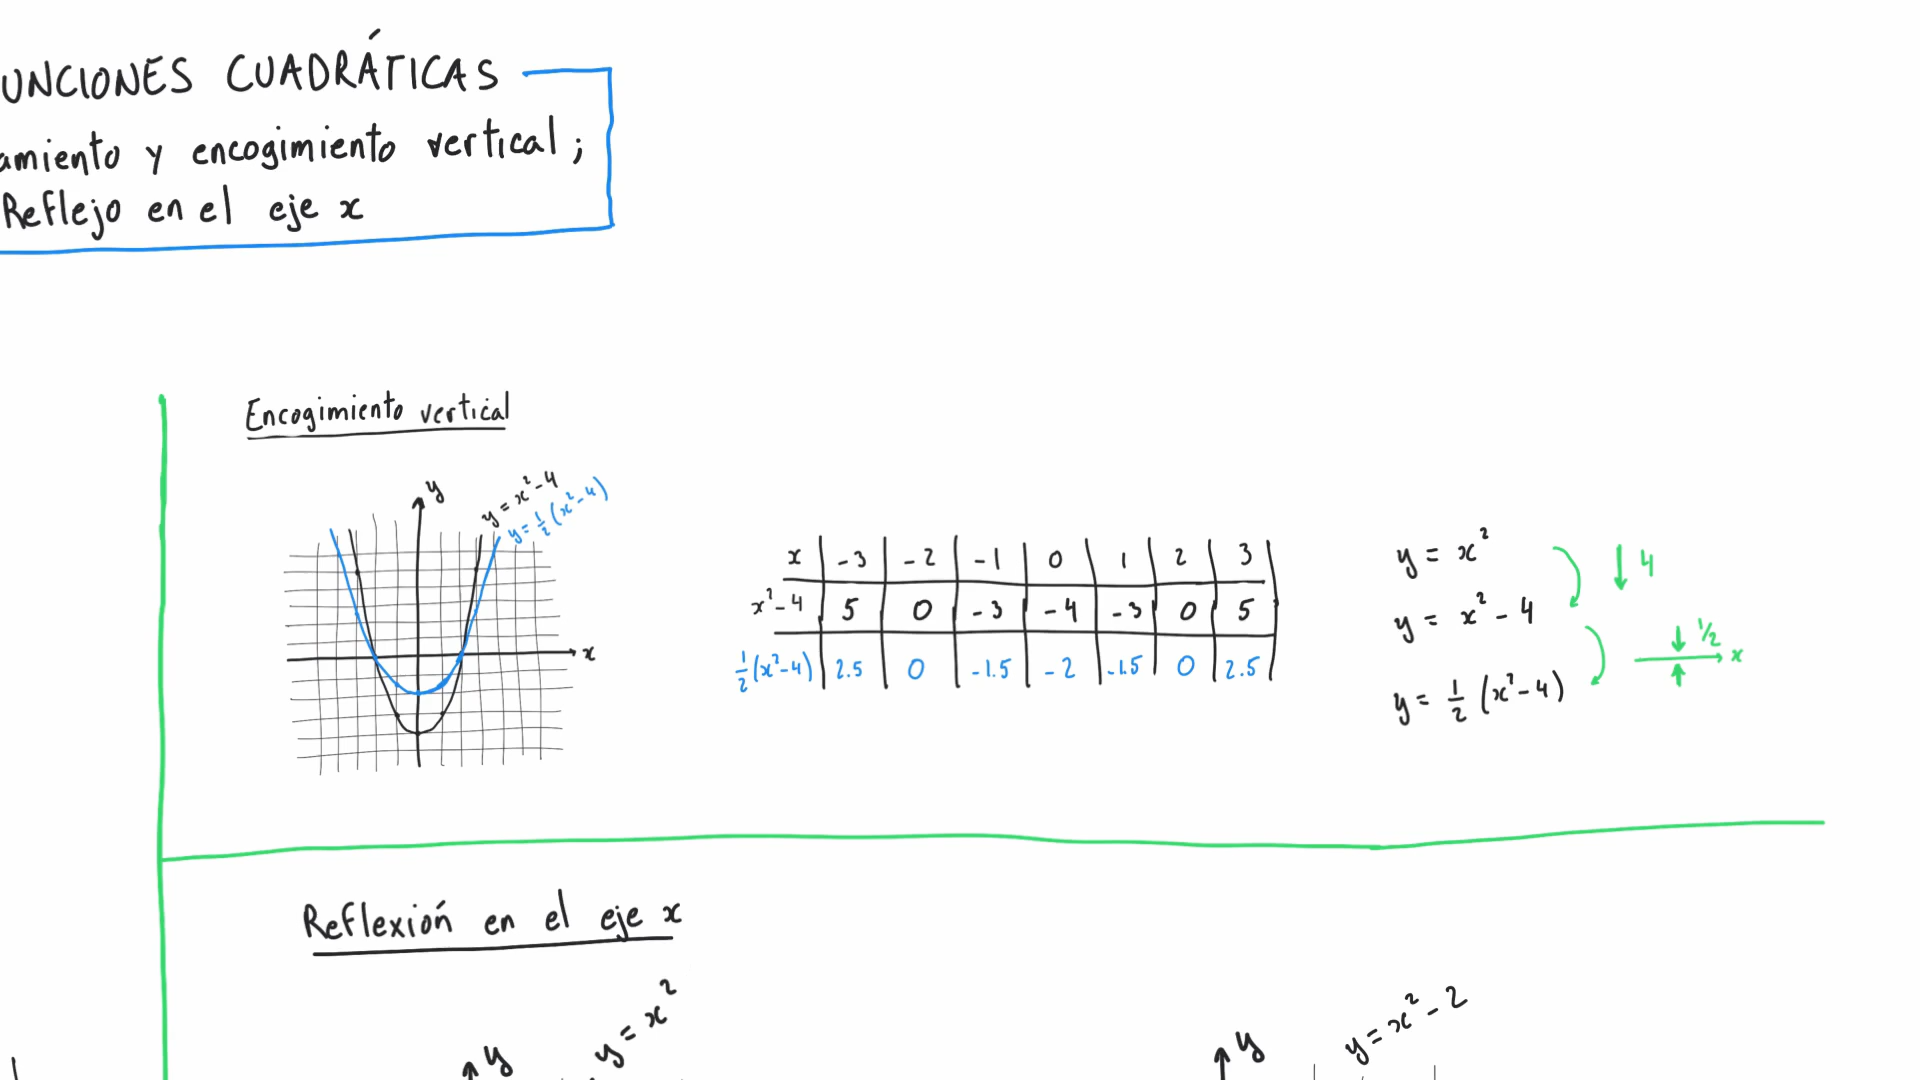 UNCIONES CUADRÁTICAS
amiento y encogimiento vertical;
Reflejo en el eje x
Encogimiento vertical
y
y = x² - 4
y = ½ (x² - 4)
x
x | -3 | -2 | -1 | 0 | 1 | 2 | 3
x² - 4 | 5 | 0 | -3 | -4 | -3 | 0 | 5
½ (x² - 4) | 2.5 | 0 | -1.5 | -2 | -1.5 | 0 | 2.5
y = x²
↓ 4
y = x² - 4
½
x
y = ½ (x² - 4)
Reflexión en el eje x
y
y = x²
y
y = x² - 2